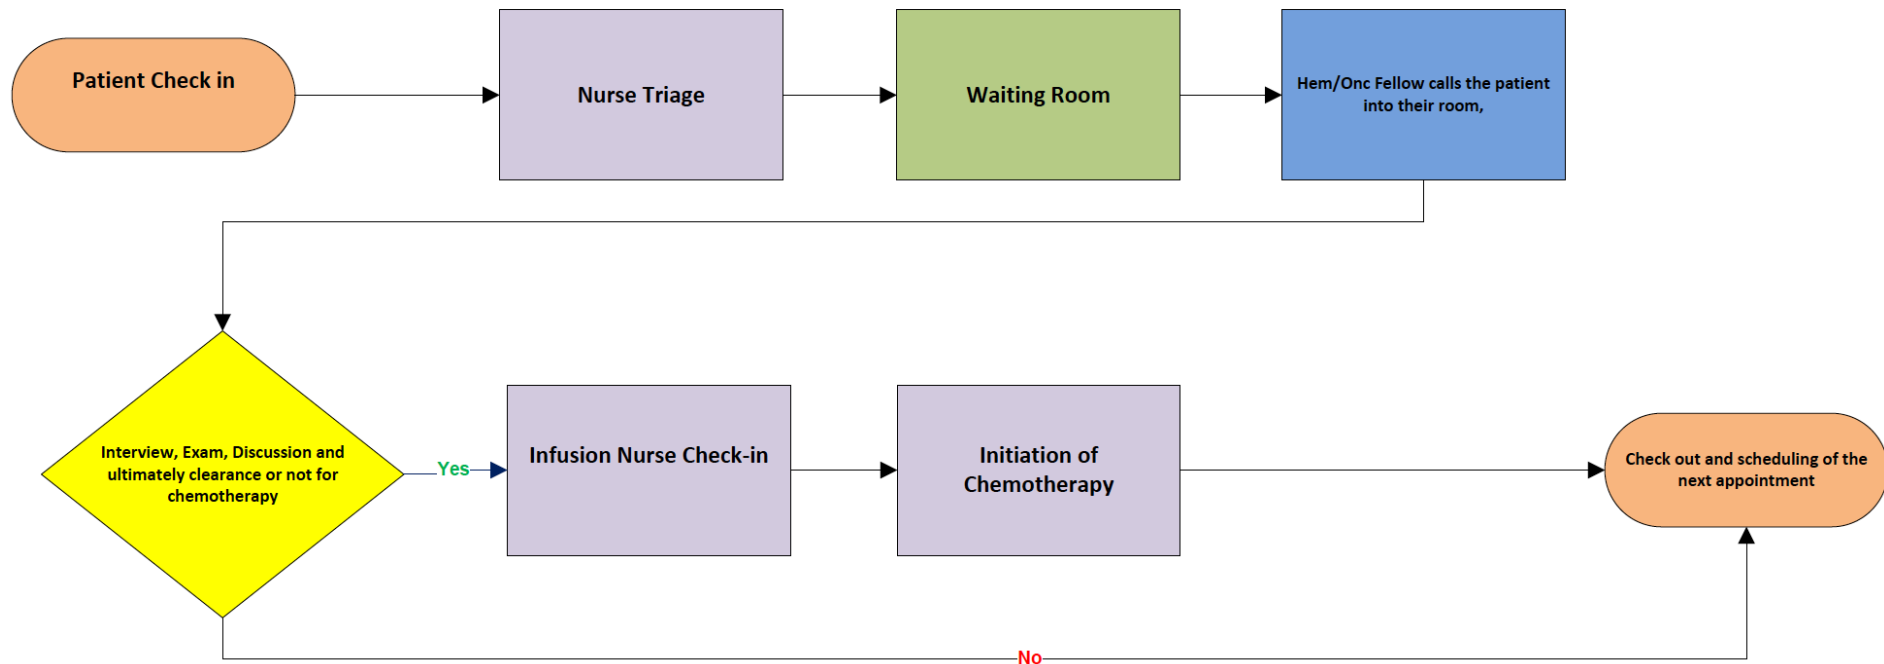 Patient Check in
Nurse Triage
Waiting Room
Hem/Onc Fellow calls the patient
into their room,
Interview, Exam, Discussion and
ultimately clearance or not for
chemotherapy
Yes
Infusion Nurse Check-in
Initiation of
Chemotherapy
Check out and scheduling of the
next appointment
No